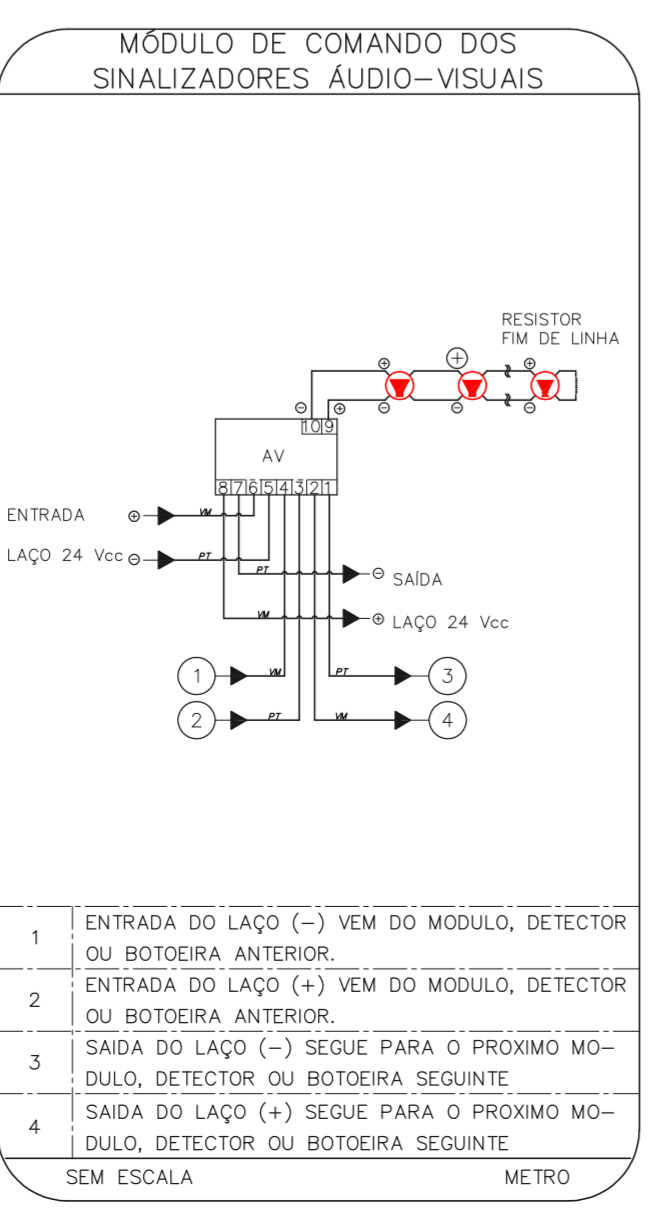 MÓDULO DE COMANDO DOS
SINALIZADORES ÁUDIO–VISUAIS
RESISTOR
FIM DE LINHA
10 9
AV
8 7 6 5 4 3 2 1
ENTRADA
VM
LAÇO 24 Vcc
PT
PT
SAÍDA
VM
LAÇO 24 Vcc
1
VM
PT
3
2
PT
VM
4
1
ENTRADA DO LAÇO (–) VEM DO MODULO, DETECTOR
OU BOTOEIRA ANTERIOR.
2
ENTRADA DO LAÇO (+) VEM DO MODULO, DETECTOR
OU BOTOEIRA ANTERIOR.
3
SAIDA DO LAÇO (–) SEGUE PARA O PROXIMO MO–
DULO, DETECTOR OU BOTOEIRA SEGUINTE
4
SAIDA DO LAÇO (+) SEGUE PARA O PROXIMO MO–
DULO, DETECTOR OU BOTOEIRA SEGUINTE
SEM ESCALA
METRO